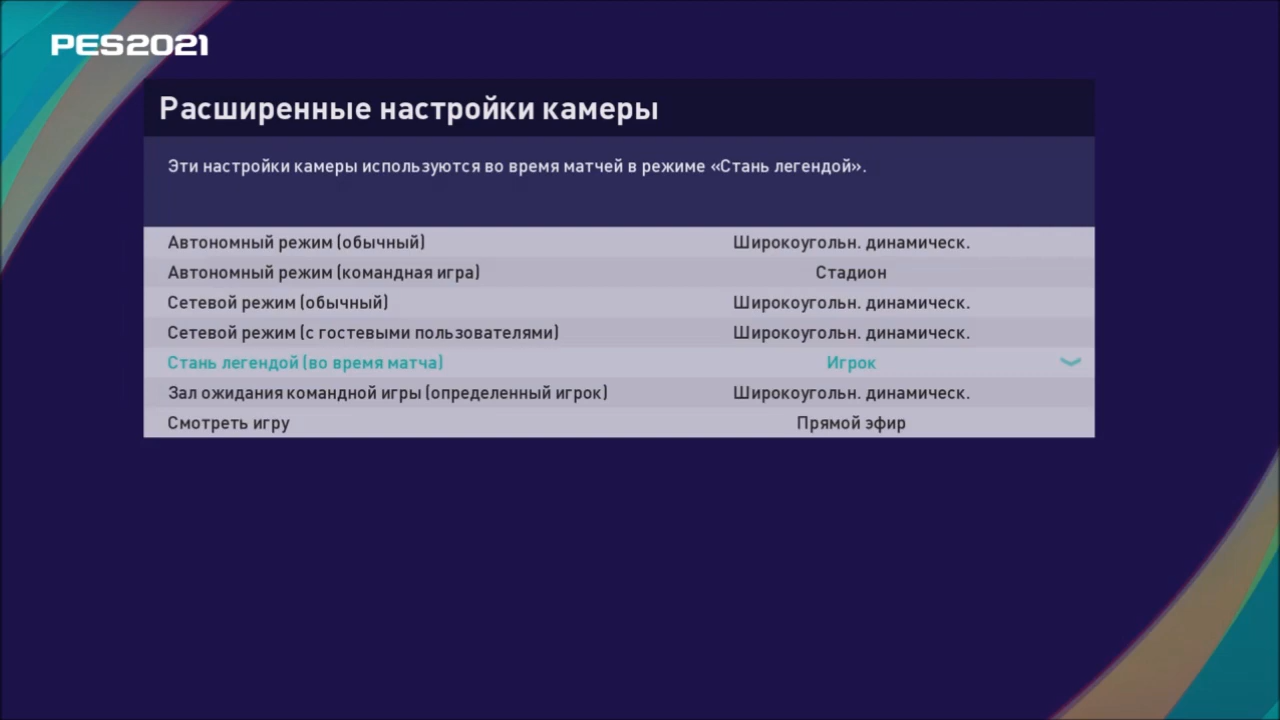 PES2021
Расширенные настройки камеры
Эти настройки камеры используются во время матчей в режиме «Стань легендой».
Автономный режим (обычный) Широкоугольн. динамическ.
Автономный режим (командная игра) Стадион
Сетевой режим (обычный) Широкоугольн. динамическ.
Сетевой режим (с гостевыми пользователями) Широкоугольн. динамическ.
Стань легендой (во время матча) Игрок
Зал ожидания командной игры (определенный игрок) Широкоугольн. динамическ.
Смотреть игру Прямой эфир